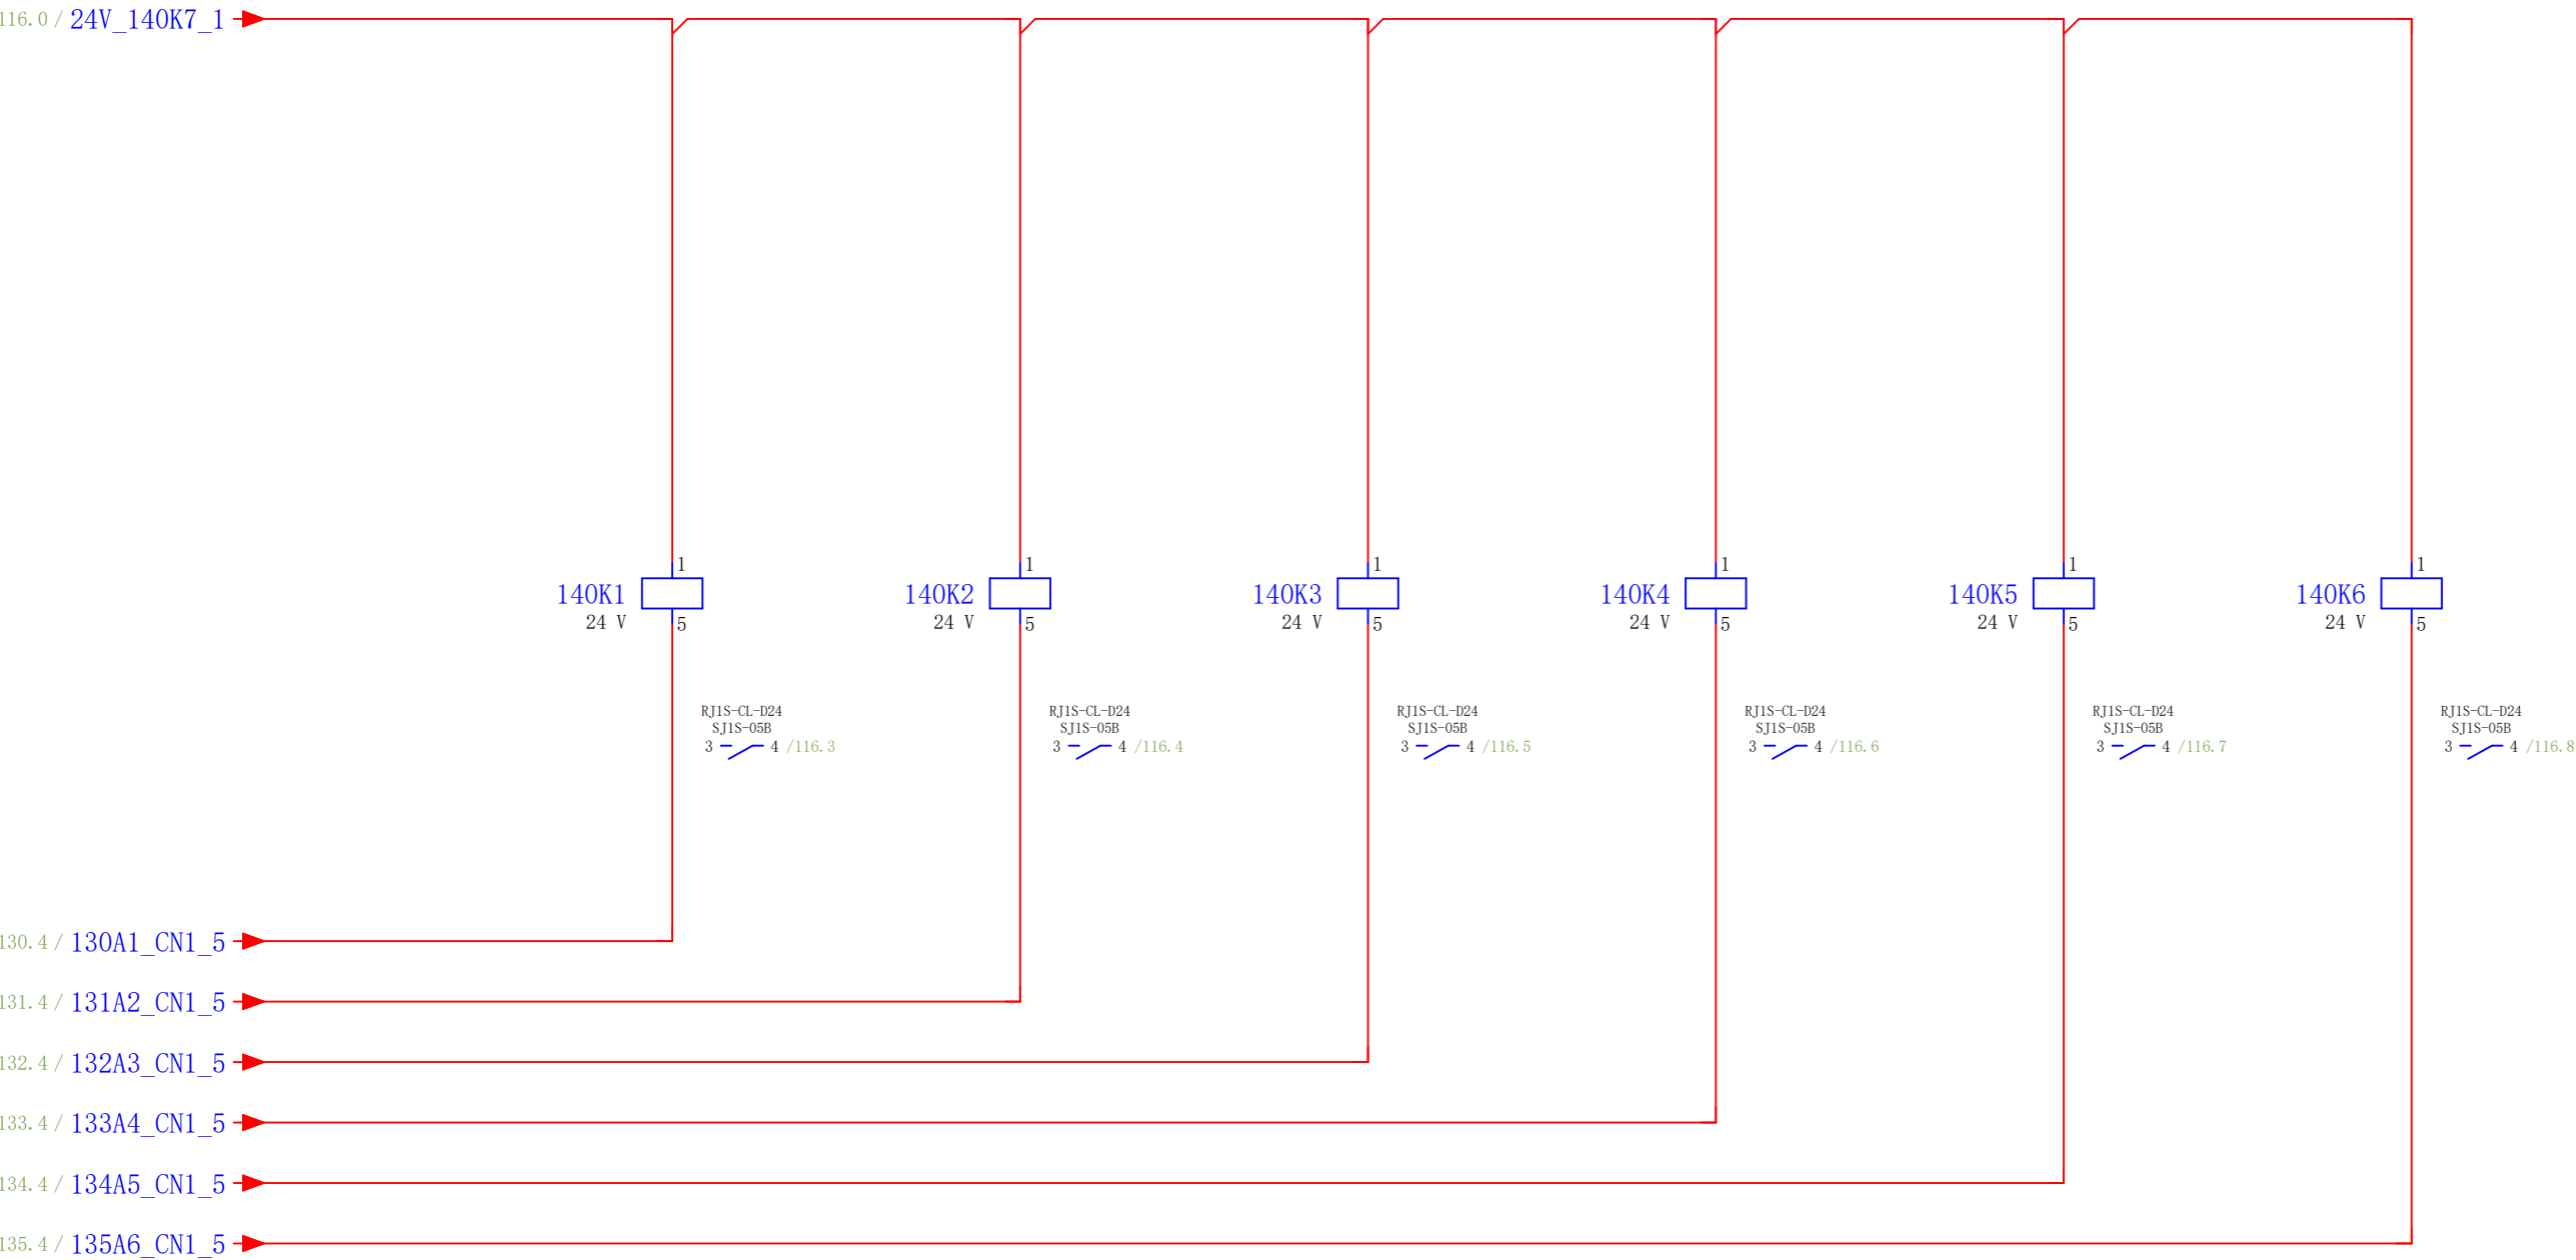 116.0 / 24V_140K7_1
1 1 1 1 1 1
140K1 140K2 140K3 140K4 140K5 140K6
24 V 24 V 24 V 24 V 24 V 24 V
5 5 5 5 5 5
RJ1S-CL-D24 RJ1S-CL-D24 RJ1S-CL-D24 RJ1S-CL-D24 RJ1S-CL-D24 RJ1S-CL-D24
SJ1S-05B SJ1S-05B SJ1S-05B SJ1S-05B SJ1S-05B SJ1S-05B
3 4 /116.3 3 4 /116.4 3 4 /116.5 3 4 /116.6 3 4 /116.7 3 4 /116.8
130.4 / 130A1_CN1_5
131.4 / 131A2_CN1_5
132.4 / 132A3_CN1_5
133.4 / 133A4_CN1_5
134.4 / 134A5_CN1_5
135.4 / 135A6_CN1_5